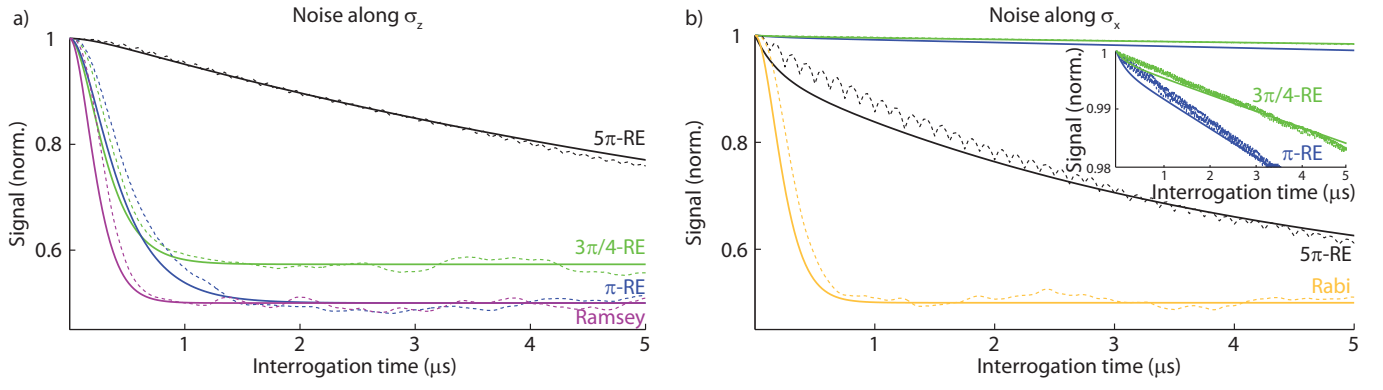 a)
Noise along σz
Signal (norm.)
1
0.8
0.6
5π-RE
3π/4-RE
π-RE
Ramsey
1 2 3 4 5
Interrogation time (μs)
b)
Noise along σx
Signal (norm.)
1
0.8
0.6
Signal (norm.)
1
0.99
0.98
3π/4-RE
π-RE
1 2 3 4 5
Interrogation time (μs)
5π-RE
Rabi
1 2 3 4 5
Interrogation time (μs)